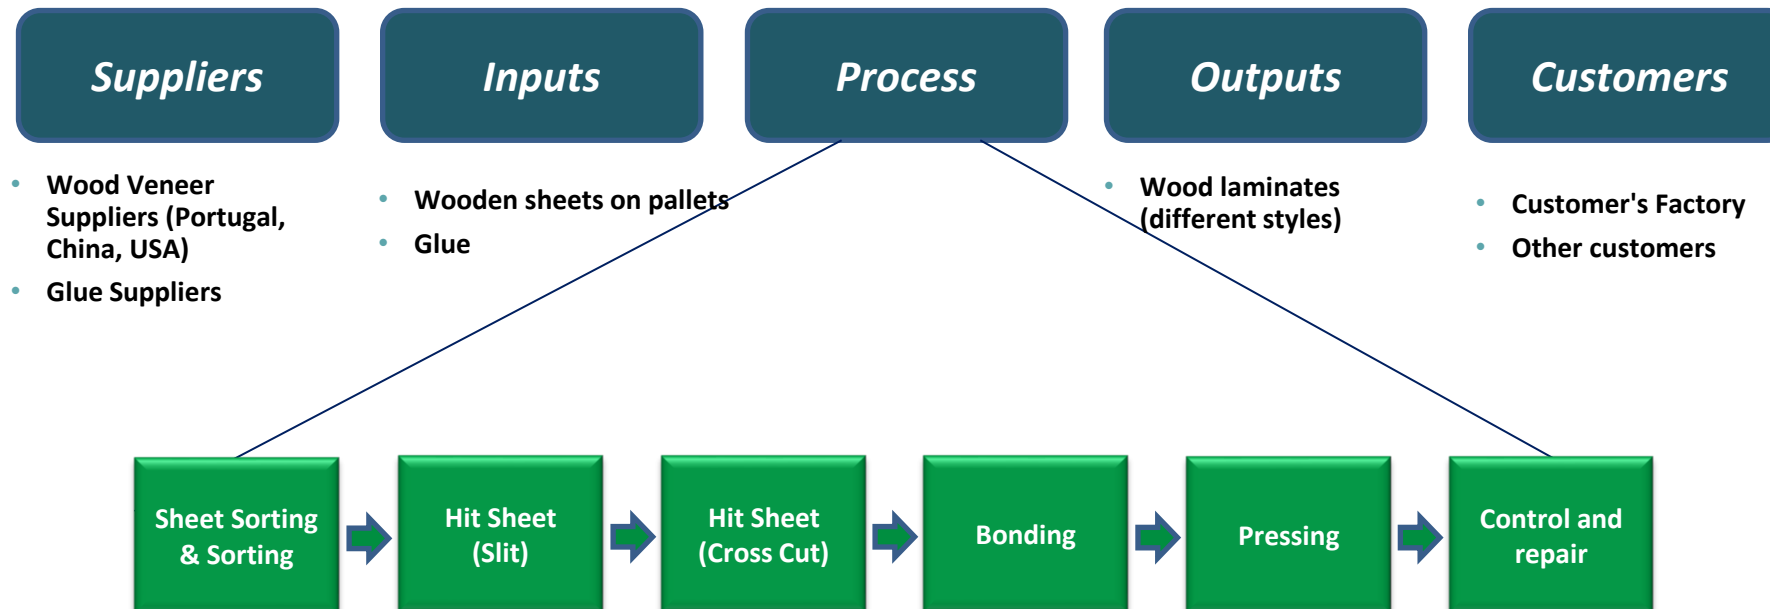 Suppliers
Inputs
Process
Outputs
Customers
• Wood Veneer
Suppliers (Portugal,
China, USA)
• Glue Suppliers
• Wooden sheets on pallets
• Glue
• Wood laminates
(different styles)
• Customer's Factory
• Other customers
Sheet Sorting
& Sorting
Hit Sheet
(Slit)
Hit Sheet
(Cross Cut)
Bonding
Pressing
Control and
repair